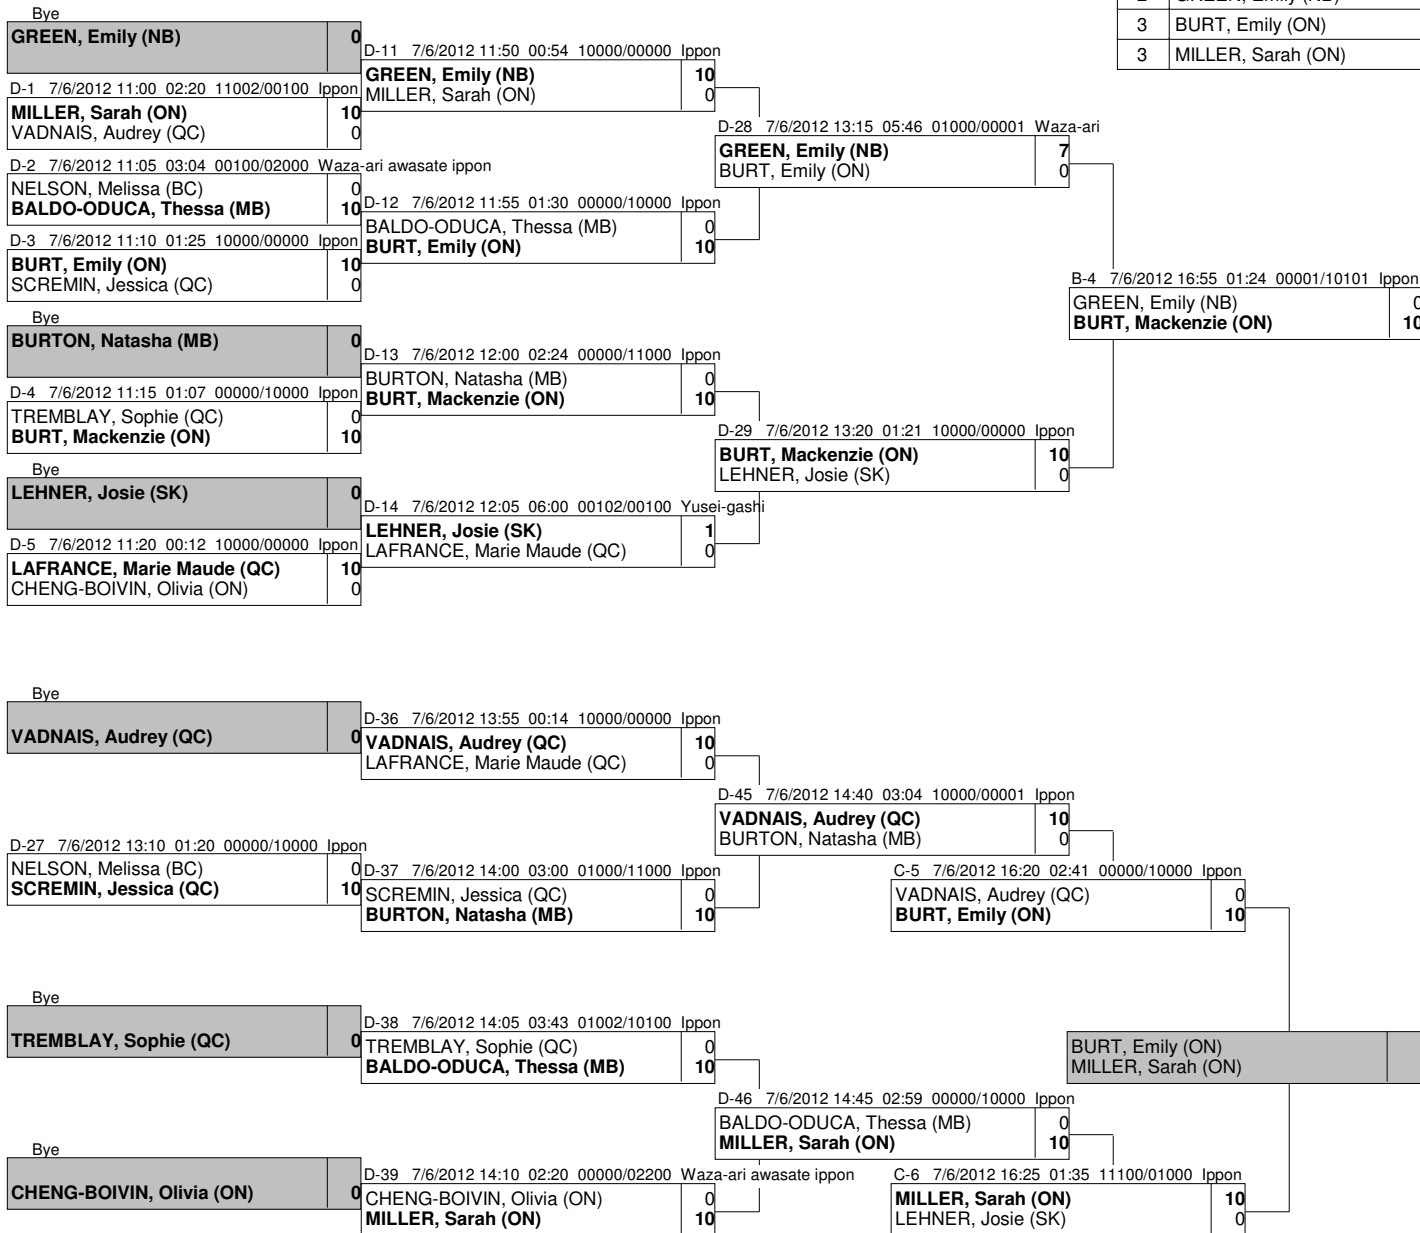 2 GREEN, Emily (NB)
3 BURT, Emily (ON)
3 MILLER, Sarah (ON)
Bye
GREEN, Emily (NB) 0
D-1 7/6/2012 11:00 02:20 11002/00100 Ippon
MILLER, Sarah (ON) 10
VADNAIS, Audrey (QC) 0
D-2 7/6/2012 11:05 03:04 00100/02000 Waza-ari awasate ippon
NELSON, Melissa (BC) 0
BALDO-ODUCA, Thessa (MB) 10
D-3 7/6/2012 11:10 01:25 10000/00000 Ippon
BURT, Emily (ON) 10
SCREMIN, Jessica (QC) 0
Bye
BURTON, Natasha (MB) 0
D-4 7/6/2012 11:15 01:07 00000/10000 Ippon
TREMBLAY, Sophie (QC) 0
BURT, Mackenzie (ON) 10
Bye
LEHNER, Josie (SK) 0
D-5 7/6/2012 11:20 00:12 10000/00000 Ippon
LAFRANCE, Marie Maude (QC) 10
CHENG-BOIVIN, Olivia (ON) 0
D-11 7/6/2012 11:50 00:54 10000/00000 Ippon
GREEN, Emily (NB) 10
MILLER, Sarah (ON) 0
D-12 7/6/2012 11:55 01:30 00000/10000 Ippon
BALDO-ODUCA, Thessa (MB) 0
BURT, Emily (ON) 10
D-13 7/6/2012 12:00 02:24 00000/11000 Ippon
BURTON, Natasha (MB) 0
BURT, Mackenzie (ON) 10
D-14 7/6/2012 12:05 06:00 00102/00100 Yusei-gashi
LEHNER, Josie (SK) 1
LAFRANCE, Marie Maude (QC) 0
D-28 7/6/2012 13:15 05:46 01000/00001 Waza-ari
GREEN, Emily (NB) 7
BURT, Emily (ON) 0
D-29 7/6/2012 13:20 01:21 10000/00000 Ippon
BURT, Mackenzie (ON) 10
LEHNER, Josie (SK) 0
B-4 7/6/2012 16:55 01:24 00001/10101 Ippon
GREEN, Emily (NB) 0
BURT, Mackenzie (ON) 10
Bye
VADNAIS, Audrey (QC) 0
D-27 7/6/2012 13:10 01:20 00000/10000 Ippon
NELSON, Melissa (BC) 0
SCREMIN, Jessica (QC) 10
Bye
TREMBLAY, Sophie (QC) 0
Bye
CHENG-BOIVIN, Olivia (ON) 0
D-36 7/6/2012 13:55 00:14 10000/00000 Ippon
VADNAIS, Audrey (QC) 10
LAFRANCE, Marie Maude (QC) 0
D-37 7/6/2012 14:00 03:00 01000/11000 Ippon
SCREMIN, Jessica (QC) 0
BURTON, Natasha (MB) 10
D-38 7/6/2012 14:05 03:43 01002/10100 Ippon
TREMBLAY, Sophie (QC) 0
BALDO-ODUCA, Thessa (MB) 10
D-39 7/6/2012 14:10 02:20 00000/02200 Waza-ari awasate ippon
CHENG-BOIVIN, Olivia (ON) 0
MILLER, Sarah (ON) 10
D-45 7/6/2012 14:40 03:04 10000/00001 Ippon
VADNAIS, Audrey (QC) 10
BURTON, Natasha (MB) 0
D-46 7/6/2012 14:45 02:59 00000/10000 Ippon
BALDO-ODUCA, Thessa (MB) 0
MILLER, Sarah (ON) 10
C-5 7/6/2012 16:20 02:41 00000/10000 Ippon
VADNAIS, Audrey (QC) 0
BURT, Emily (ON) 10
C-6 7/6/2012 16:25 01:35 11100/01000 Ippon
MILLER, Sarah (ON) 10
LEHNER, Josie (SK) 0
BURT, Emily (ON)
MILLER, Sarah (ON)